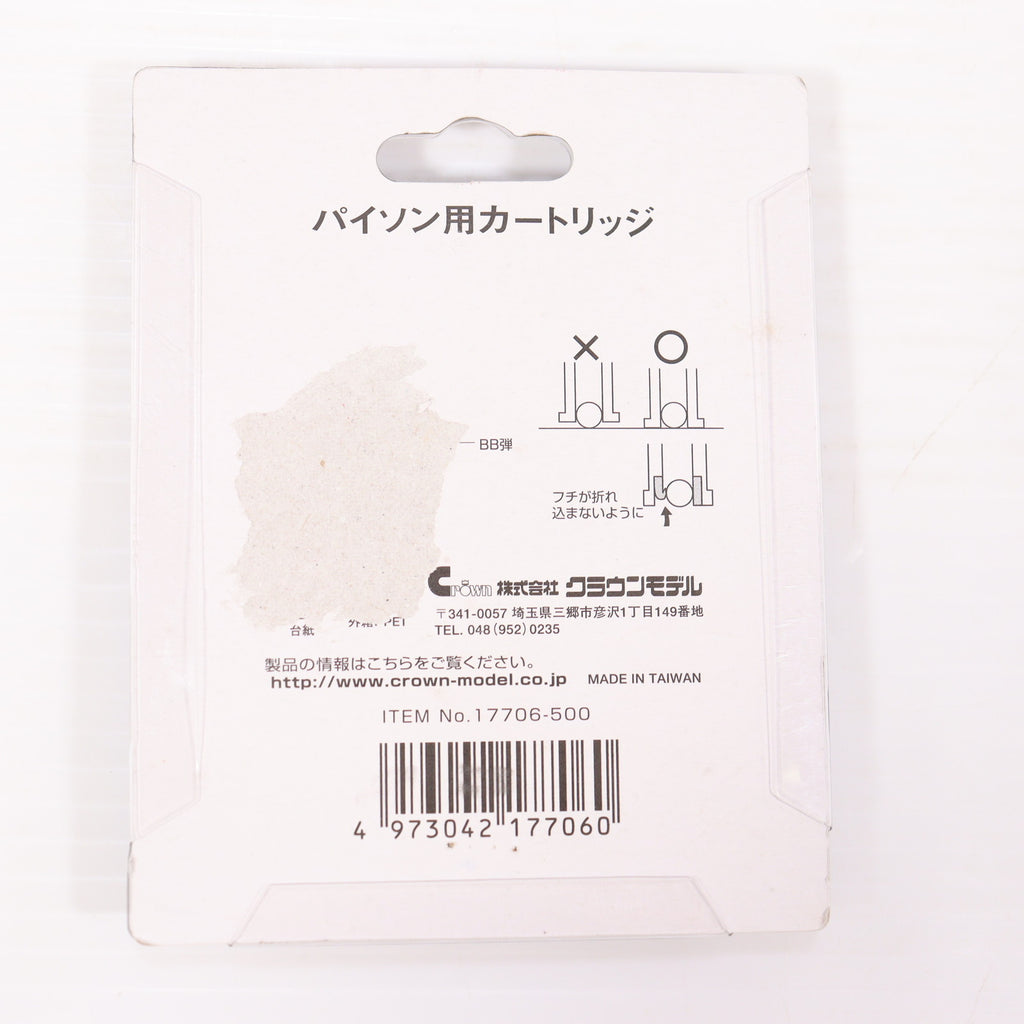 パイソン用カートリッジ
× ○
BB弾
フチが折れ
込まないように
Crown 株式会社 クラウンモデル
〒341-0057 埼玉県三郷市彦沢1丁目149番地
TEL. 048(952)0235
台紙 外箱: PET
製品の情報はこちらをご覧ください。
http://www.crown-model.co.jp MADE IN TAIWAN
ITEM No.17706-500
4 973042 177060